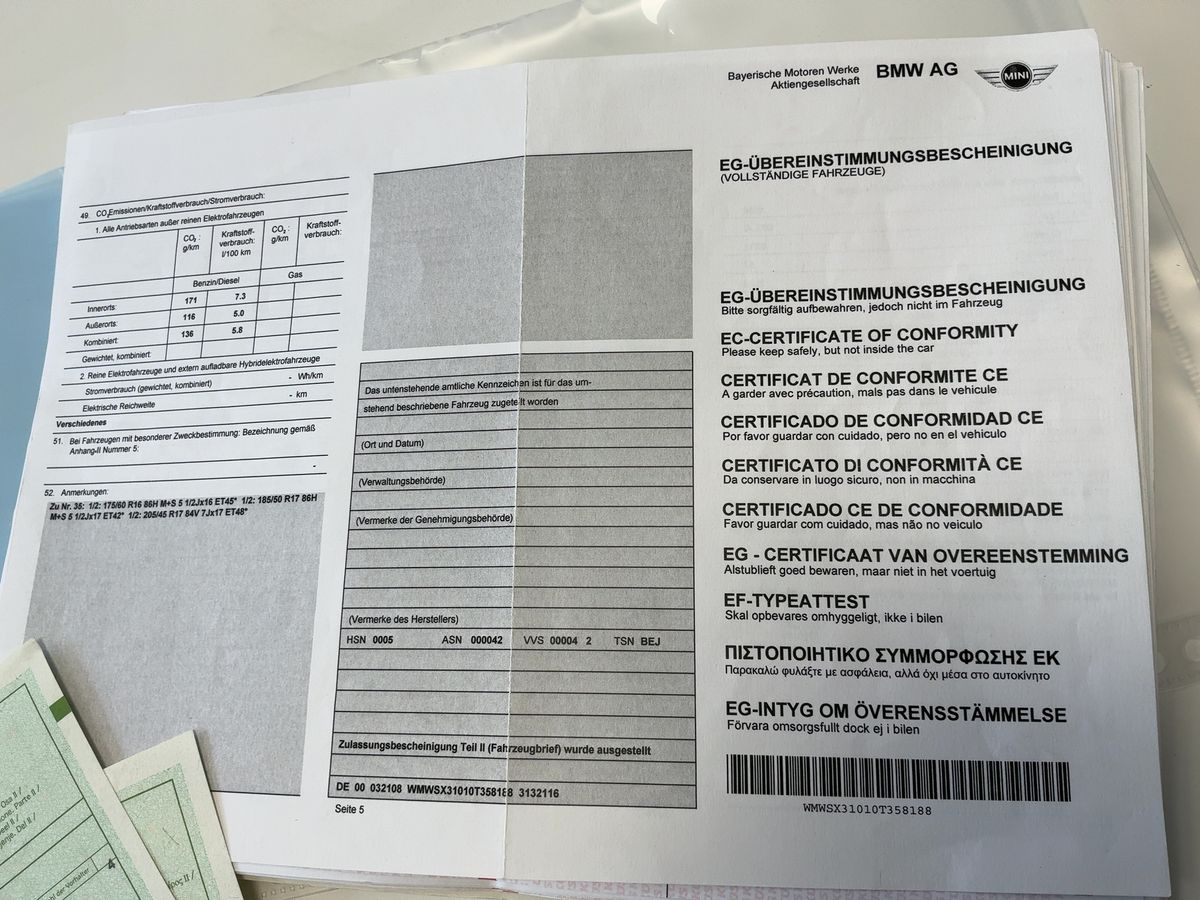 49. CO₂Emissionen/Kraftstoffverbrauch/Stromverbrauch:
1. Alle Antriebsarten außer reinen Elektrofahrzeugen
CO₂ : g/km Kraftstoff-verbrauch: l/100 km CO₂ : g/km Kraftstoff-verbrauch:
Benzin/Diesel Gas
Innerorts: 171 7.3
Außerorts: 116 5.0
Kombiniert: 136 5.8
Gewichtet, kombiniert:
2. Reine Elektrofahrzeuge und extern aufladbare Hybridelektrofahrzeuge
Stromverbrauch (gewichtet, kombiniert) - Wh/km
Elektrische Reichweite - km
Verschiedenes
51. Bei Fahrzeugen mit besonderer Zweckbestimmung: Bezeichnung gemäß
Anhang-II Nummer 5:
-
52. Anmerkungen:
Zu Nr. 35: 1/2: 175/60 R16 86H M+S 5 1/2Jx16 ET45* 1/2: 185/50 R17 86H
M+S 5 1/2Jx17 ET42* 1/2: 205/45 R17 84V 7Jx17 ET48*
Das untenstehende amtliche Kennzeichen ist für das um-
stehend beschriebene Fahrzeug zugeteilt worden
(Ort und Datum)
(Verwaltungsbehörde)
(Vermerke der Genehmigungsbehörde)
(Vermerke des Herstellers)
HSN 0005 ASN 000042 VVS 00004 2 TSN BEJ
Zulassungsbescheinigung Teil II (Fahrzeugbrief) wurde ausgestellt
DE 00 032108 WMWSX31010T358188 3132116
Seite 5
Bayerische Motoren Werke
Aktiengesellschaft
BMW AG
MINI
EG-ÜBEREINSTIMMUNGSBESCHEINIGUNG
(VOLLSTÄNDIGE FAHRZEUGE)
EG-ÜBEREINSTIMMUNGSBESCHEINIGUNG
Bitte sorgfältig aufbewahren, jedoch nicht im Fahrzeug
EC-CERTIFICATE OF CONFORMITY
Please keep safely, but not inside the car
CERTIFICAT DE CONFORMITE CE
A garder avec précaution, mais pas dans le vehicule
CERTIFICADO DE CONFORMIDAD CE
Por favor guardar con cuidado, pero no en el vehiculo
CERTIFICATO DI CONFORMITÀ CE
Da conservare in luogo sicuro, non in macchina
CERTIFICADO CE DE CONFORMIDADE
Favor guardar com cuidado, mas não no veiculo
EG - CERTIFICAAT VAN OVEREENSTEMMING
Alstublieft goed bewaren, maar niet in het voertuig
EF-TYPEATTEST
Skal opbevares omhyggeligt, ikke i bilen
ΠΙΣΤΟΠΟΙΗΤΙΚΟ ΣΥΜΜΟΡΦΩΣΗΣ ΕΚ
Παρακαλώ φυλάξτε με ασφάλεια, αλλά όχι μέσα στο αυτοκίνητο
EG-INTYG OM ÖVERENSSTÄMMELSE
Förvara omsorgsfullt dock ej i bilen
WMWSX31010T358188
Osa II /
Parte II /
Del II /
der Vorhalter
4
II /